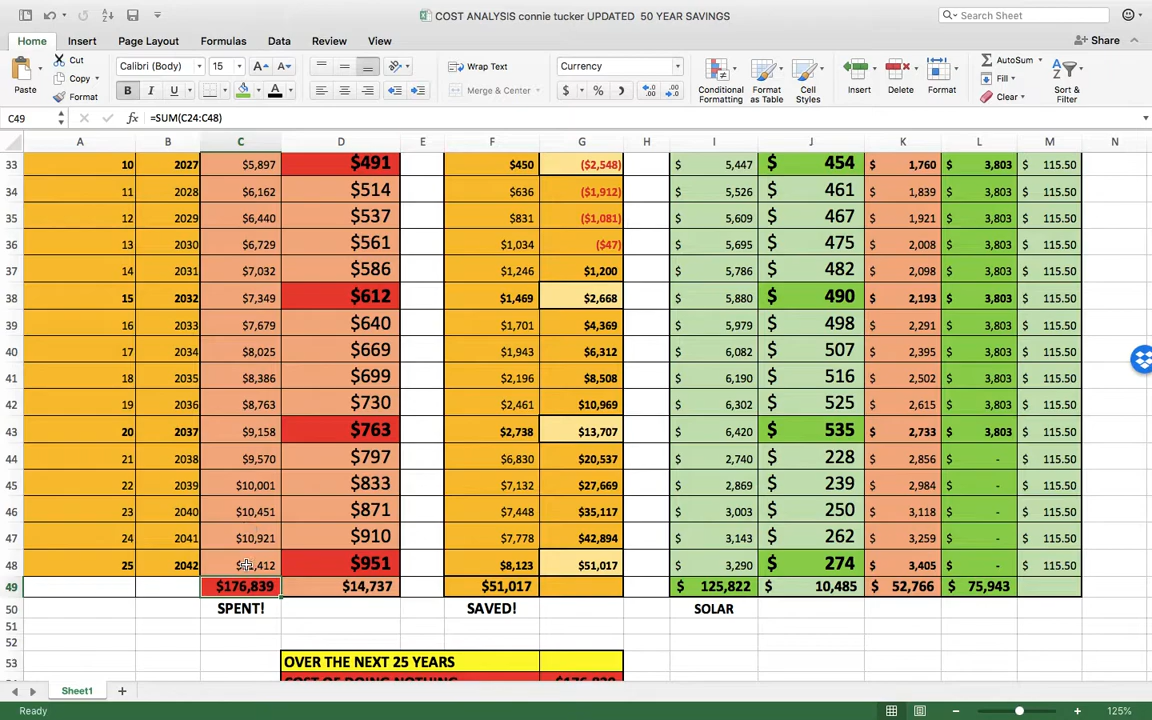 COST ANALYSIS connie tucker UPDATED 50 YEAR SAVINGS
Search Sheet
Home Insert Page Layout Formulas Data Review View
Share
Paste
Cut
Copy
Format
Calibri (Body) 15 A A
B I U A
Wrap Text
Merge & Center
Currency
$ % )
Conditional Formatting
Format as Table
Cell Styles
Insert Delete Format
AutoSum
Fill
Clear
Sort & Filter
C49 fx =SUM(C24:C48)
A B C D E F G H I J K L M N
33 10 2027 $5,897 $491 $450 ($2,548) $ 5,447 $ 454 $ 1,760 $ 3,803 $ 115.50
34 11 2028 $6,162 $514 $636 ($1,912) $ 5,526 $ 461 $ 1,839 $ 3,803 $ 115.50
35 12 2029 $6,440 $537 $831 ($1,081) $ 5,609 $ 467 $ 1,921 $ 3,803 $ 115.50
36 13 2030 $6,729 $561 $1,034 ($47) $ 5,695 $ 475 $ 2,008 $ 3,803 $ 115.50
37 14 2031 $7,032 $586 $1,246 $1,200 $ 5,786 $ 482 $ 2,098 $ 3,803 $ 115.50
38 15 2032 $7,349 $612 $1,469 $2,668 $ 5,880 $ 490 $ 2,193 $ 3,803 $ 115.50
39 16 2033 $7,679 $640 $1,701 $4,369 $ 5,979 $ 498 $ 2,291 $ 3,803 $ 115.50
40 17 2034 $8,025 $669 $1,943 $6,312 $ 6,082 $ 507 $ 2,395 $ 3,803 $ 115.50
41 18 2035 $8,386 $699 $2,196 $8,508 $ 6,190 $ 516 $ 2,502 $ 3,803 $ 115.50
42 19 2036 $8,763 $730 $2,461 $10,969 $ 6,302 $ 525 $ 2,615 $ 3,803 $ 115.50
43 20 2037 $9,158 $763 $2,738 $13,707 $ 6,420 $ 535 $ 2,733 $ 3,803 $ 115.50
44 21 2038 $9,570 $797 $6,830 $20,537 $ 2,740 $ 228 $ 2,856 $ - $ 115.50
45 22 2039 $10,001 $833 $7,132 $27,669 $ 2,869 $ 239 $ 2,984 $ - $ 115.50
46 23 2040 $10,451 $871 $7,448 $35,117 $ 3,003 $ 250 $ 3,118 $ - $ 115.50
47 24 2041 $10,921 $910 $7,778 $42,894 $ 3,143 $ 262 $ 3,259 $ - $ 115.50
48 25 2042 $951 $8,123 $51,017 $ 3,290 $ 274 $ 3,405 $ - $ 115.50
49 $176,839 $14,737 $51,017 $ 125,822 $ 10,485 $ 52,766 $ 75,943
50 SPENT! SAVED! SOLAR
51
52
53 OVER THE NEXT 25 YEARS
COST OF DOING NOTHING $176,839
Sheet1
Ready
125%